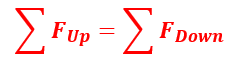 ∑ F_Up = ∑ F_Down